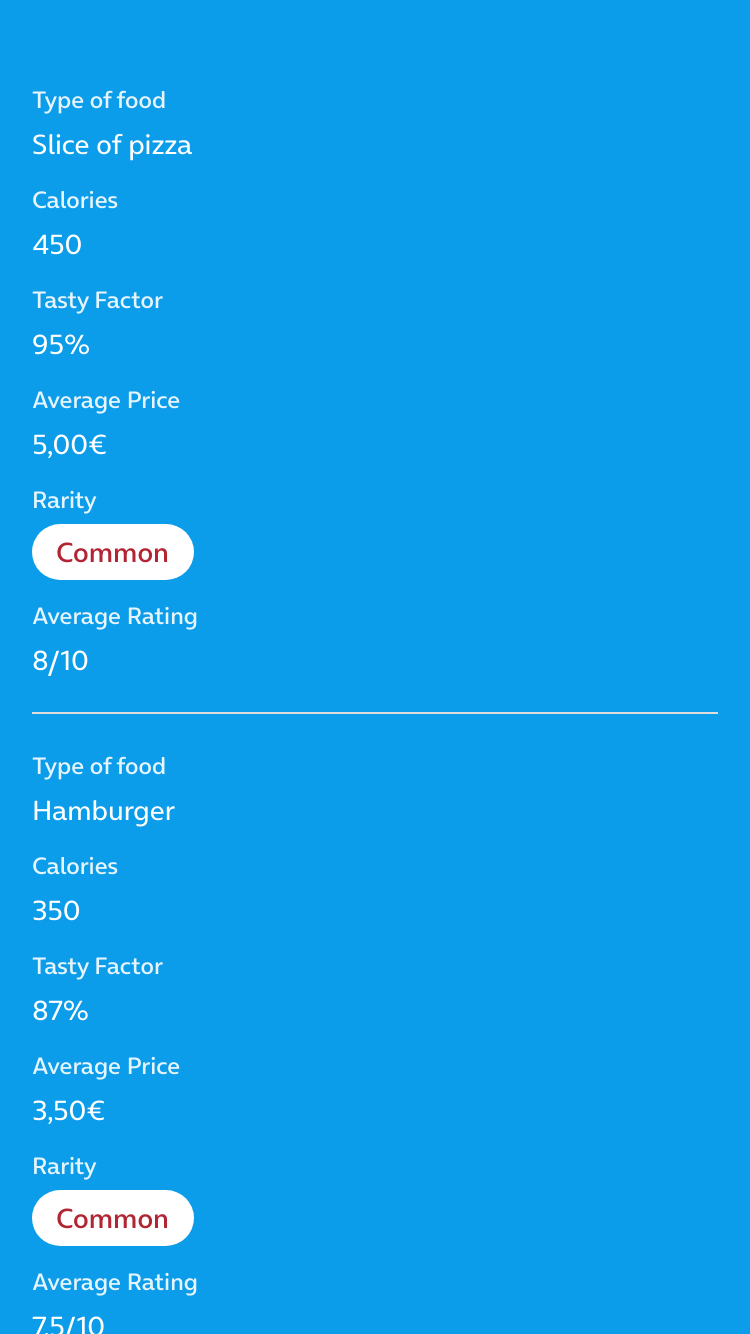 Type of food
Slice of pizza
Calories
450
Tasty Factor
95%
Average Price
5,00€
Rarity
Common
Average Rating
8/10
Type of food
Hamburger
Calories
350
Tasty Factor
87%
Average Price
3,50€
Rarity
Common
Average Rating
7,5/10